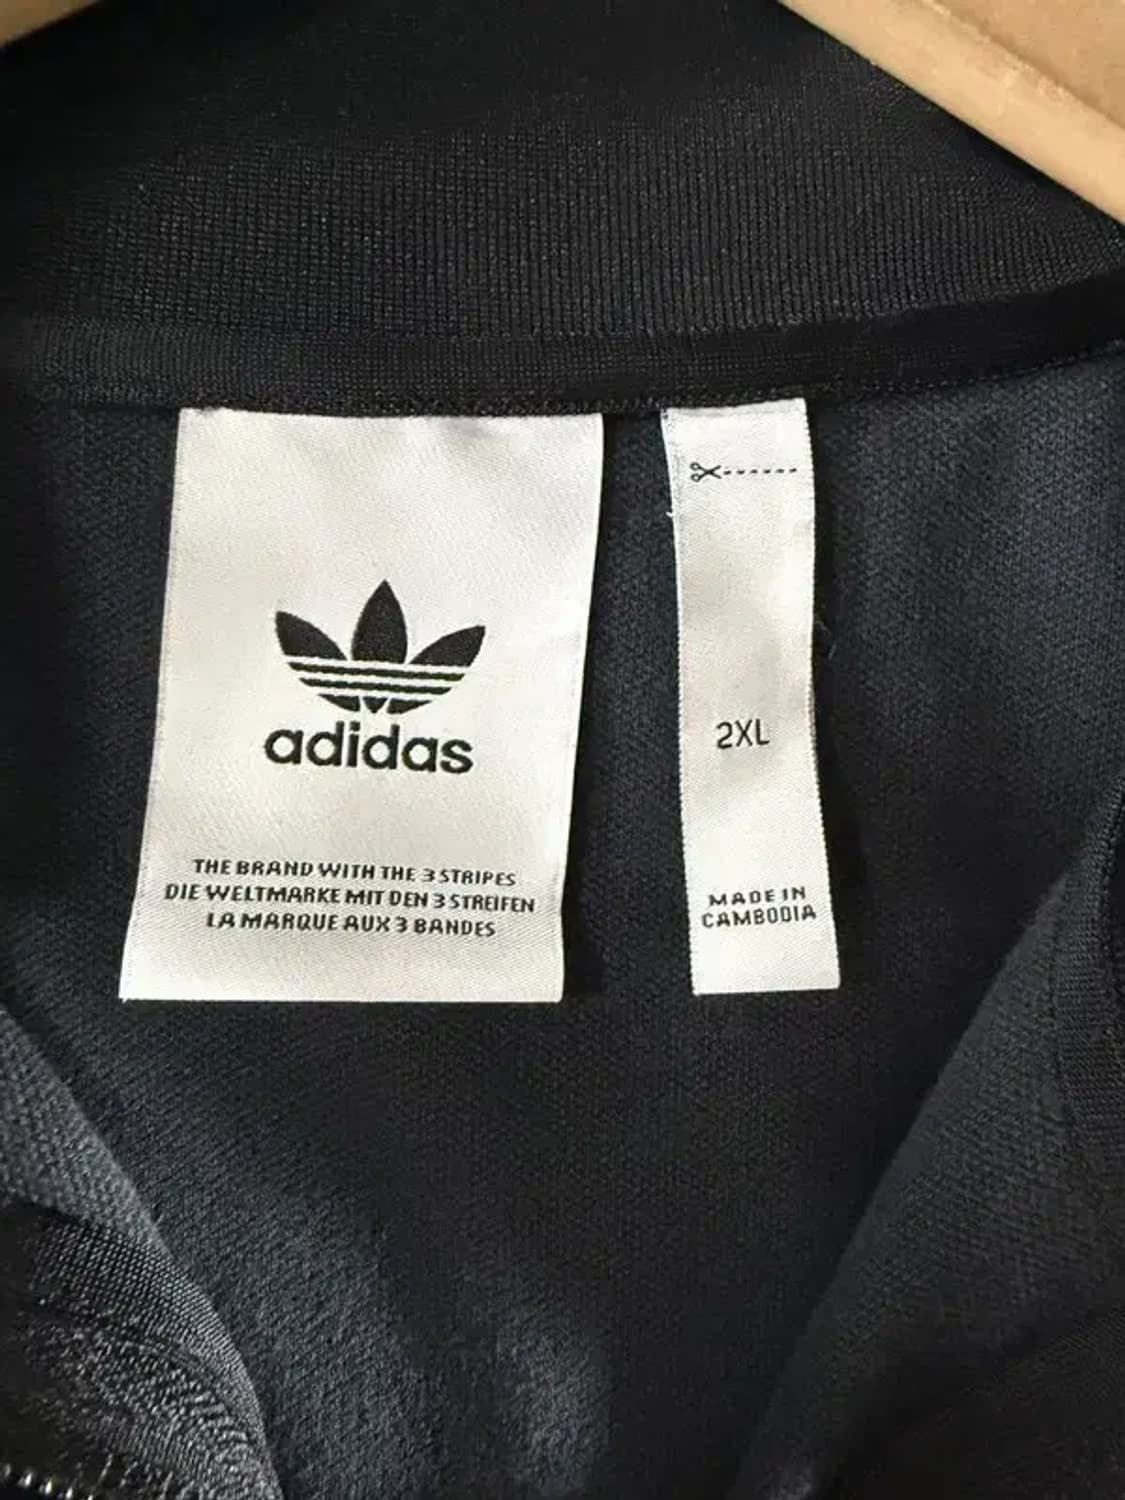 adidas
THE BRAND WITH THE 3 STRIPES
DIE WELTMARKE MIT DEN 3 STREIFEN
LA MARQUE AUX 3 BANDES
2XL
MADE IN
CAMBODIA